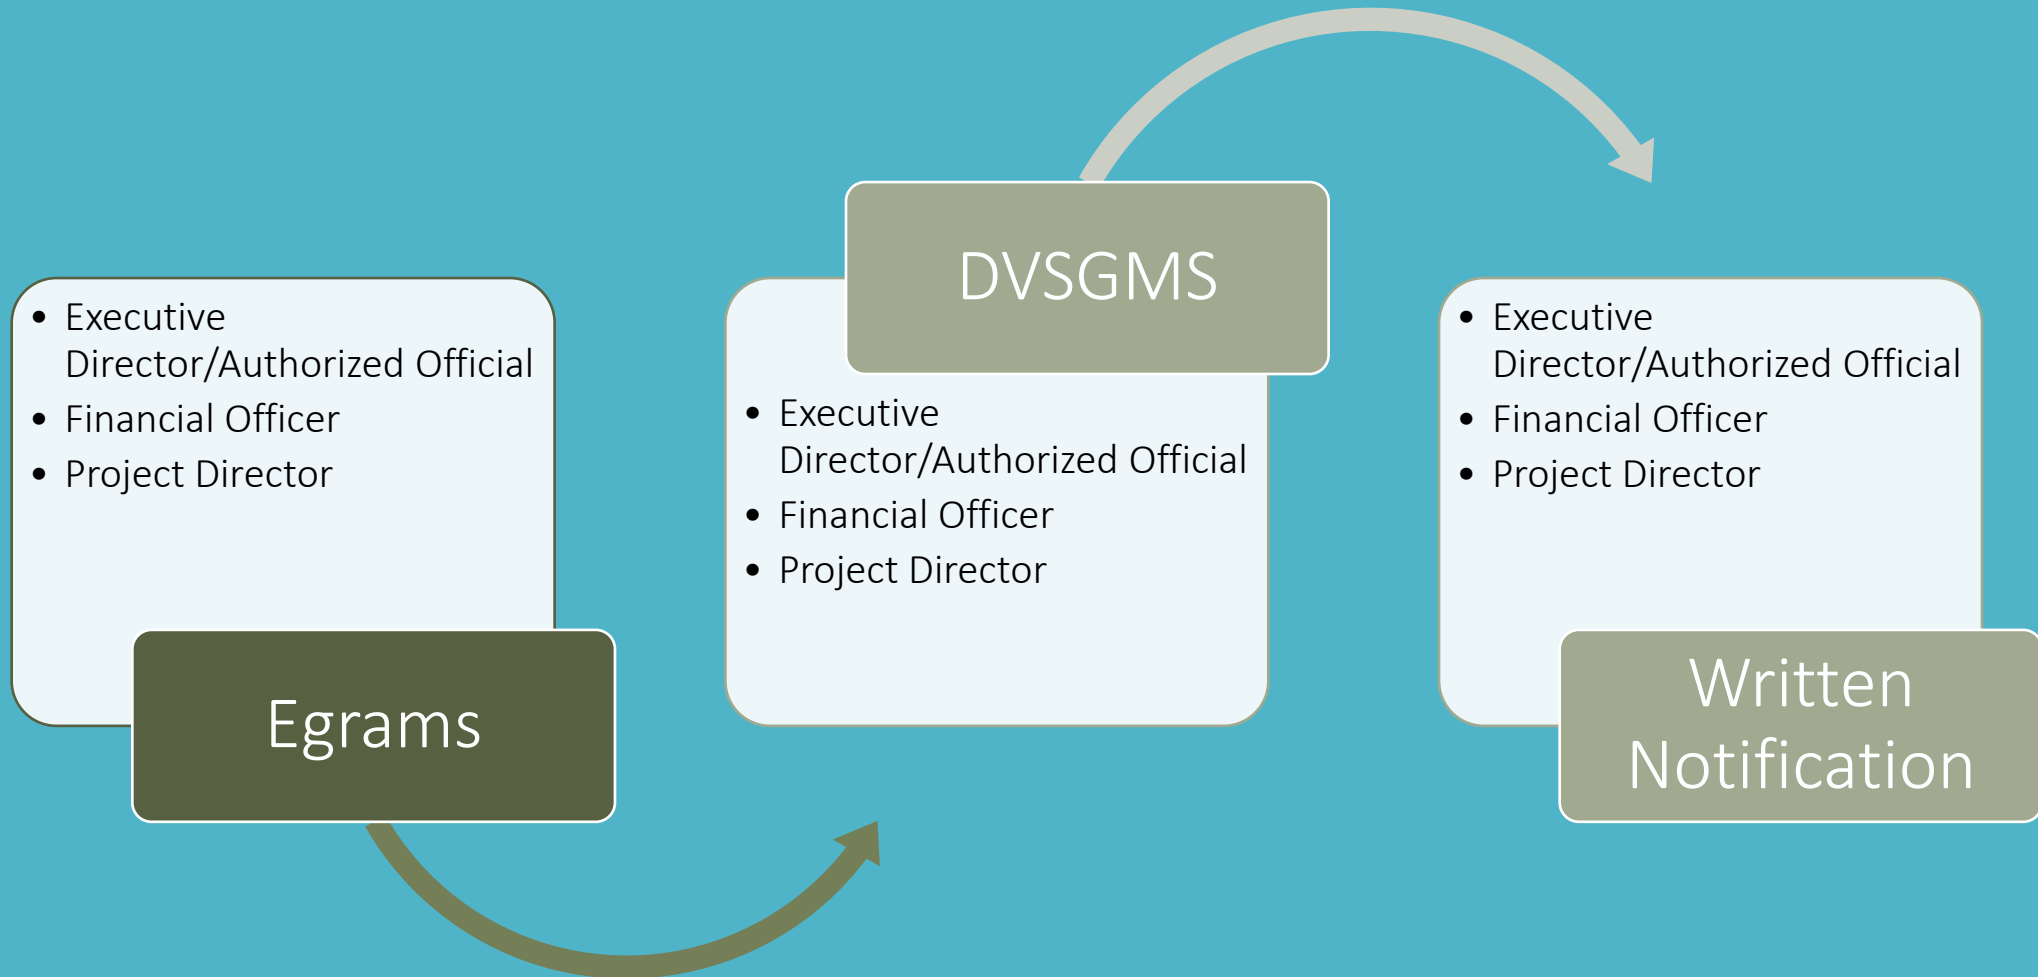 • Executive
Director/Authorized Official
• Financial Officer
• Project Director
Egrams
DVSGMS
• Executive
Director/Authorized Official
• Financial Officer
• Project Director
• Executive
Director/Authorized Official
• Financial Officer
• Project Director
Written
Notification